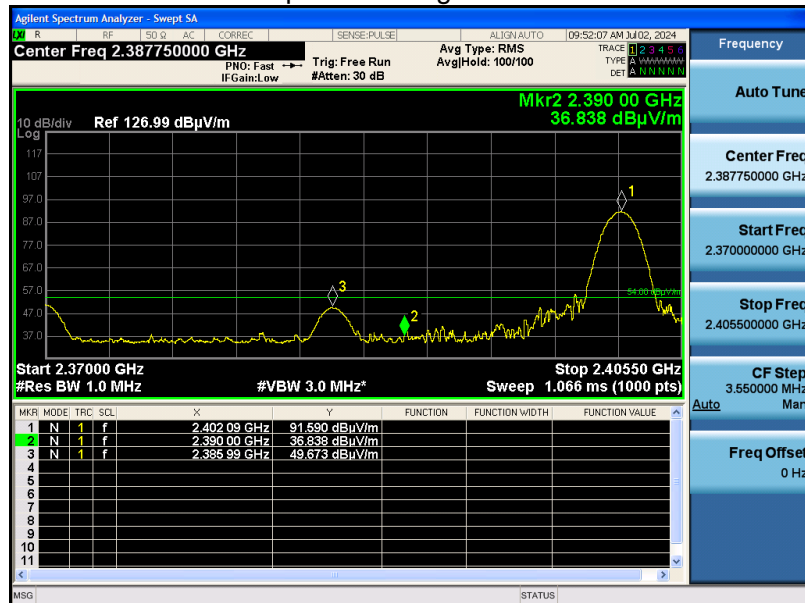 Agilent Spectrum Analyzer - Swept SA
LXI R RF 50 Ω AC CORREC SENSE:PULSE ALIGN AUTO 09:52:07 AM Jul 02, 2024
Center Freq 2.387750000 GHz
PNO: Fast
IFGain:Low
Trig: Free Run
#Atten: 30 dB
Avg Type: RMS
Avg|Hold: 100/100
TRACE 1 2 3 4 5 6
TYPE A WWWWW
DET A N N N N N
Mkr2 2.390 00 GHz
36.838 dBµV/m
10 dB/div Ref 126.99 dBµV/m
Log
117
107
97.0
87.0
77.0
67.0
57.0
47.0
37.0
1
2
3
54.00 dBµV/m
Start 2.37000 GHz Stop 2.40550 GHz
#Res BW 1.0 MHz #VBW 3.0 MHz* Sweep 1.066 ms (1000 pts)
MKR MODE TRC SCL X Y FUNCTION FUNCTION WIDTH FUNCTION VALUE
1 N 1 f 2.402 09 GHz 91.590 dBµV/m
2 N 1 f 2.390 00 GHz 36.838 dBµV/m
3 N 1 f 2.385 99 GHz 49.673 dBµV/m
4
5
6
7
8
9
10
11
MSG STATUS
Frequency
Auto Tune
Center Freq
2.387750000 GHz
Start Freq
2.370000000 GHz
Stop Freq
2.405500000 GHz
CF Step
3.550000 MHz
Auto Man
Freq Offset
0 Hz